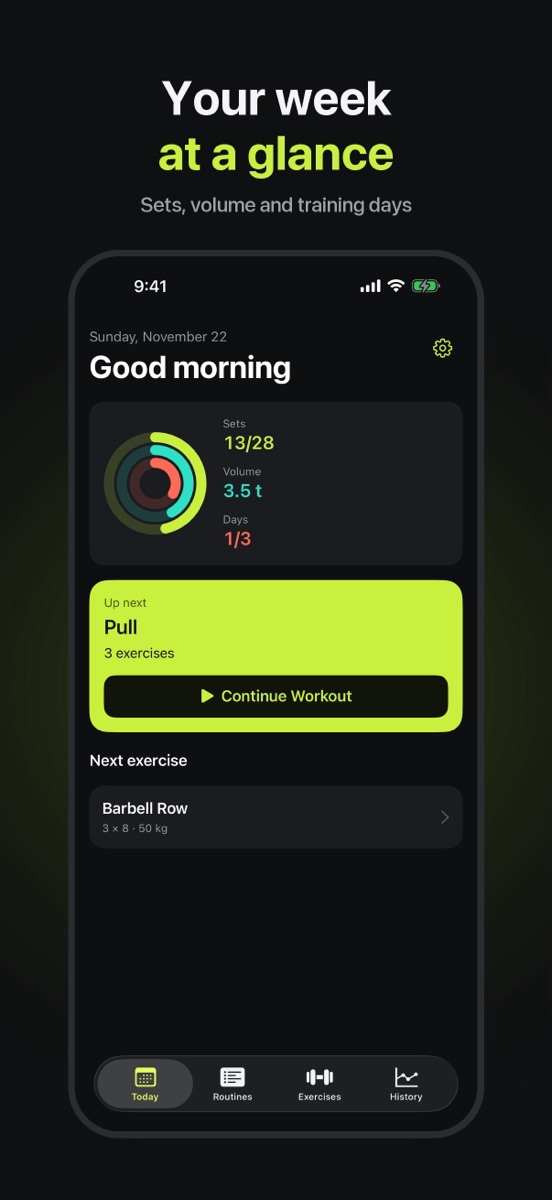 Your week
at a glance
Sets, volume and training days
9:41
Sunday, November 22
Good morning
Sets
13/28
Volume
3.5 t
Days
1/3
Up next
Pull
3 exercises
Continue Workout
Next exercise
Barbell Row
3 × 8 · 50 kg
Today
Routines
Exercises
History